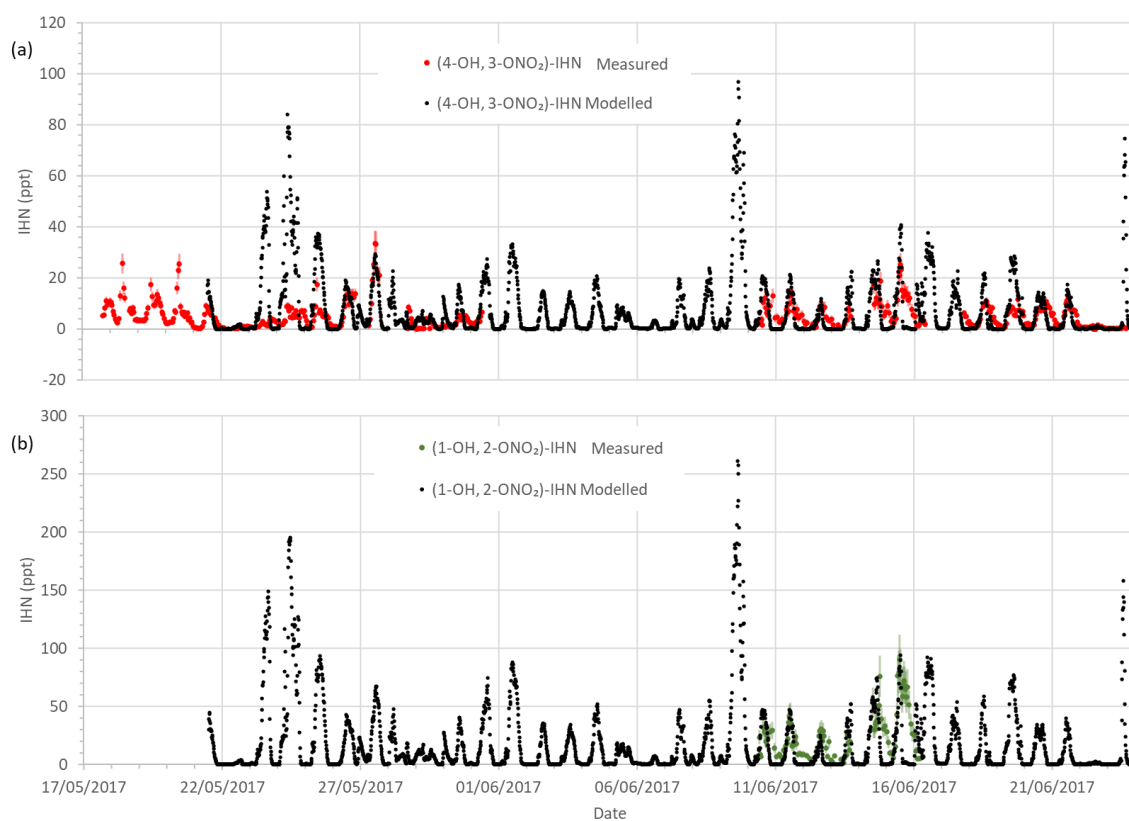 (a)
120
100
80
60
40
20
0
-20
IHN (ppt)
(4-OH, 3-ONO₂)-IHN Measured
(4-OH, 3-ONO₂)-IHN Modelled
(b)
300
250
200
150
100
50
0
IHN (ppt)
(1-OH, 2-ONO₂)-IHN Measured
(1-OH, 2-ONO₂)-IHN Modelled
17/05/2017 22/05/2017 27/05/2017 01/06/2017 06/06/2017 11/06/2017 16/06/2017 21/06/2017
Date